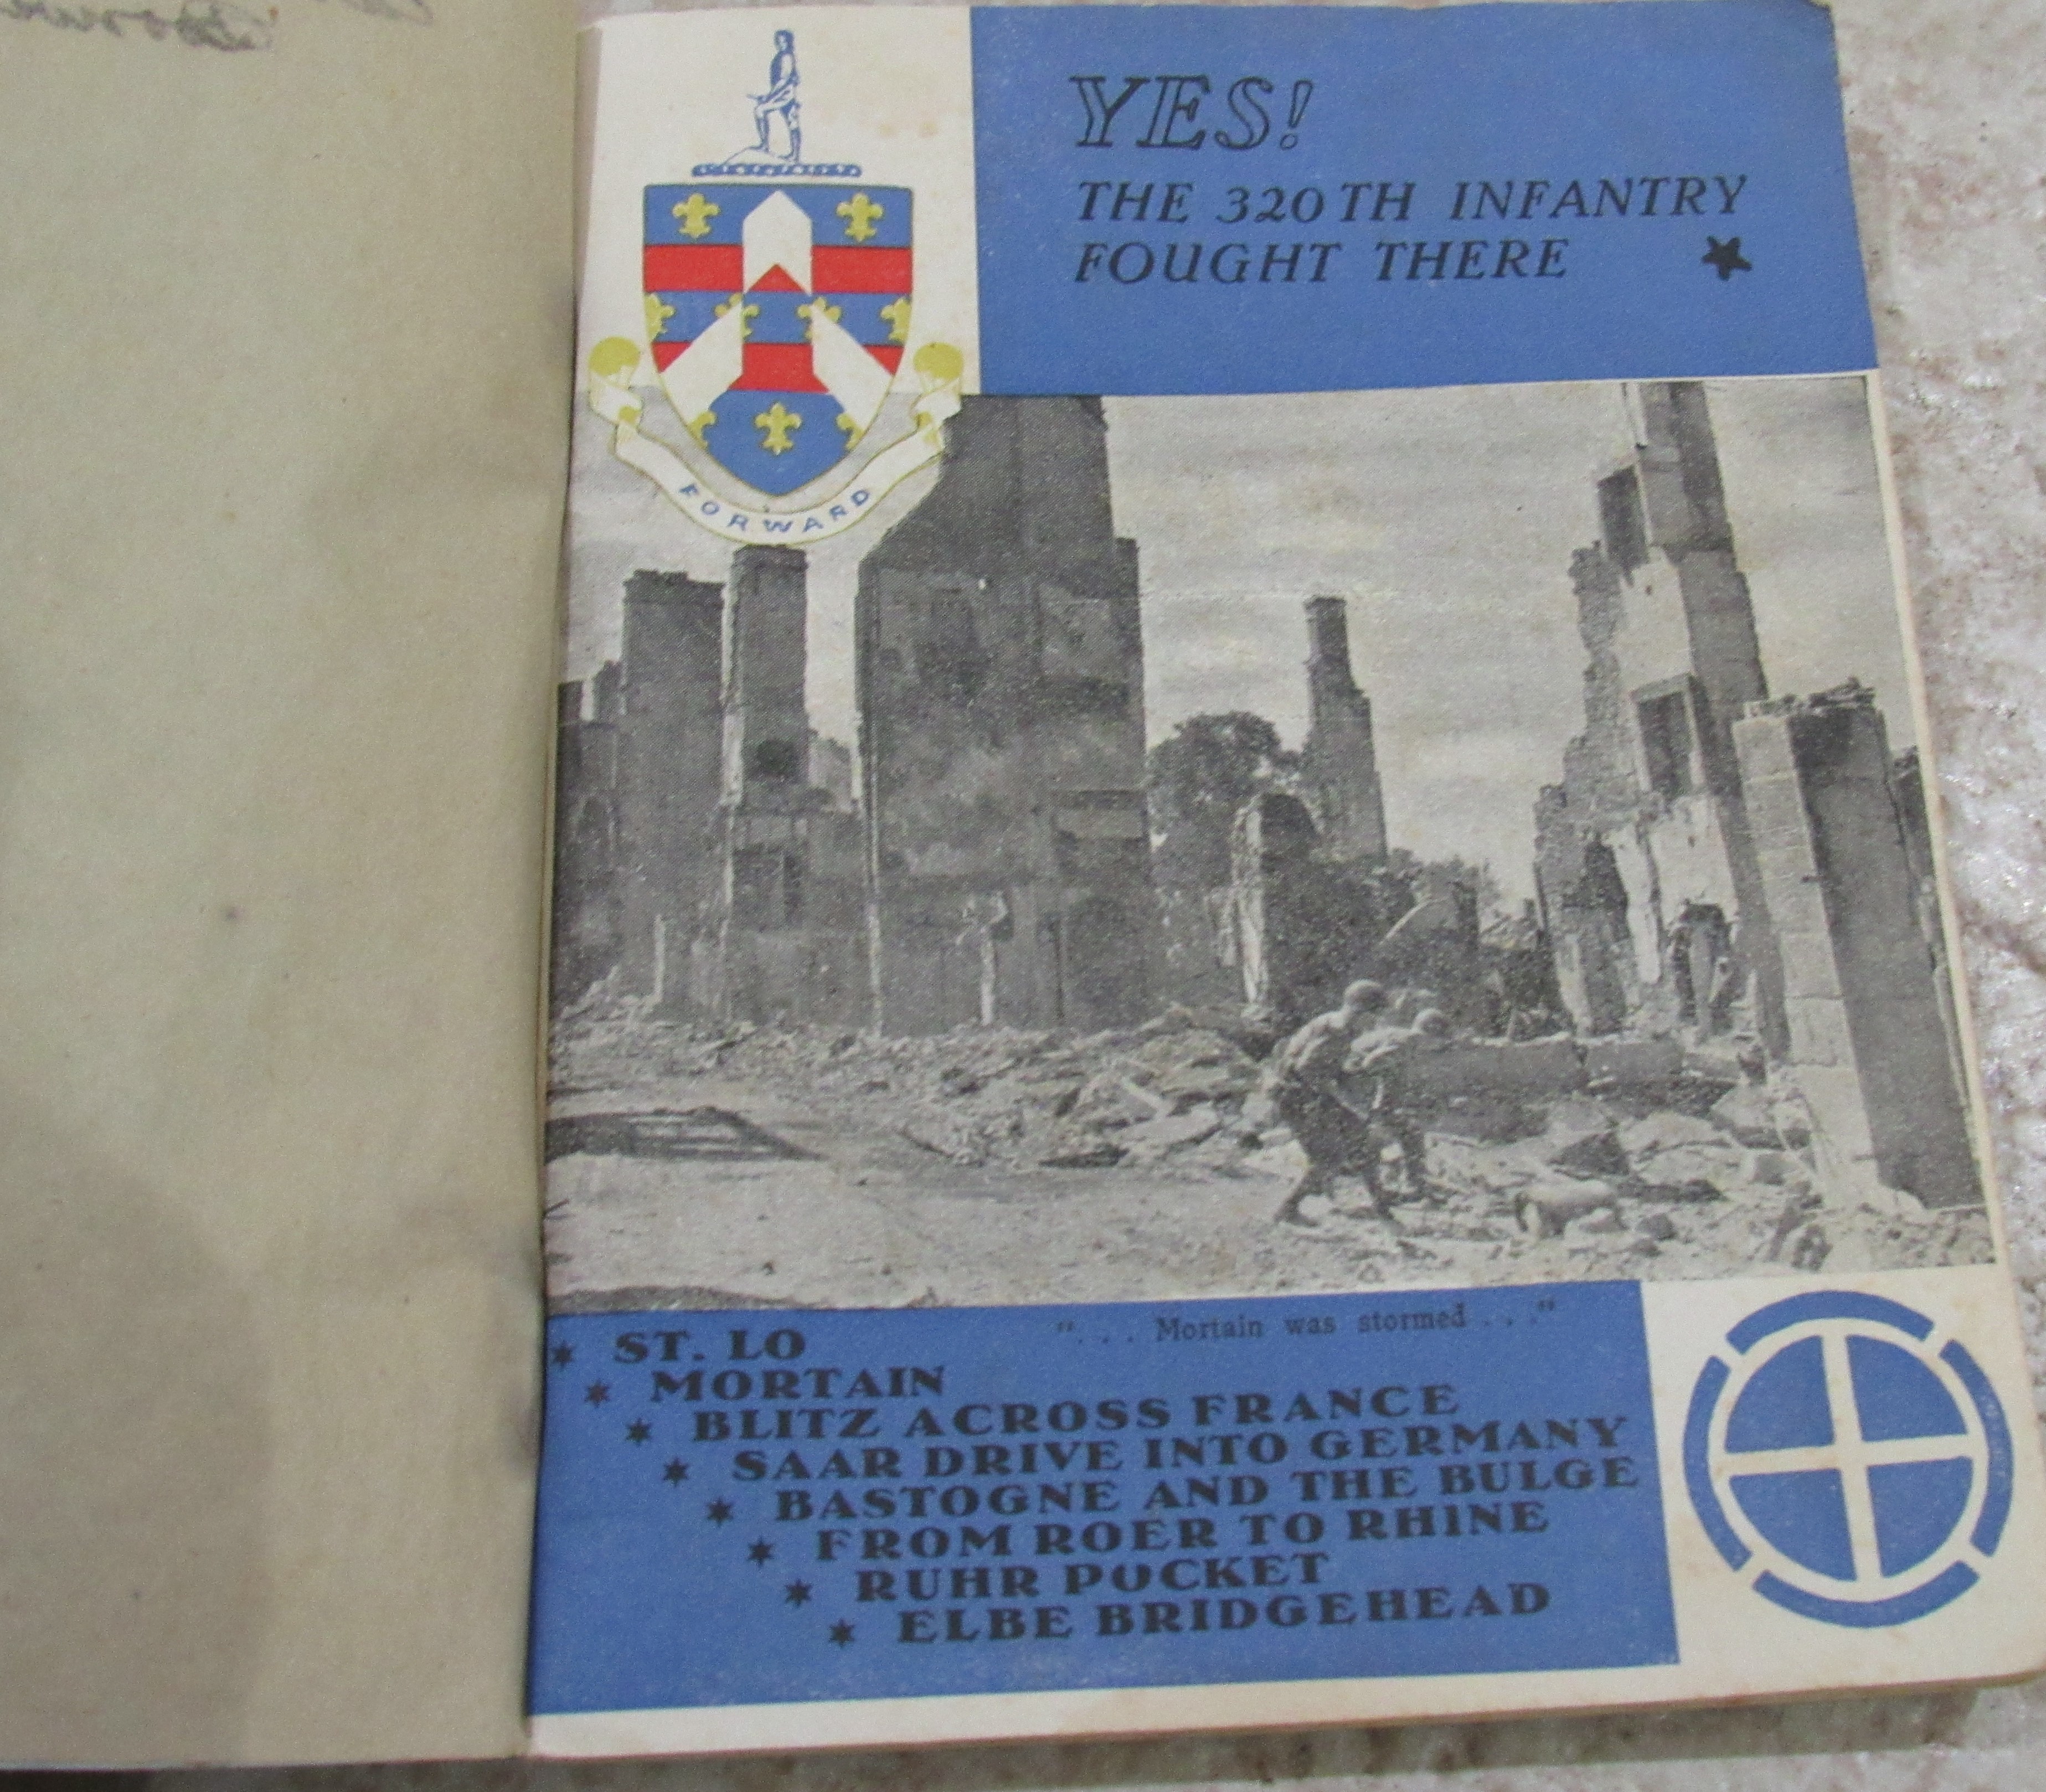 YES!
THE 320TH INFANTRY
FOUGHT THERE
FORWARD
". . . Mortain was stormed . . ."
ST. LO
MORTAIN
BLITZ ACROSS FRANCE
SAAR DRIVE INTO GERMANY
BASTOGNE AND THE BULGE
FROM ROER TO RHINE
RUHR POCKET
ELBE BRIDGEHEAD